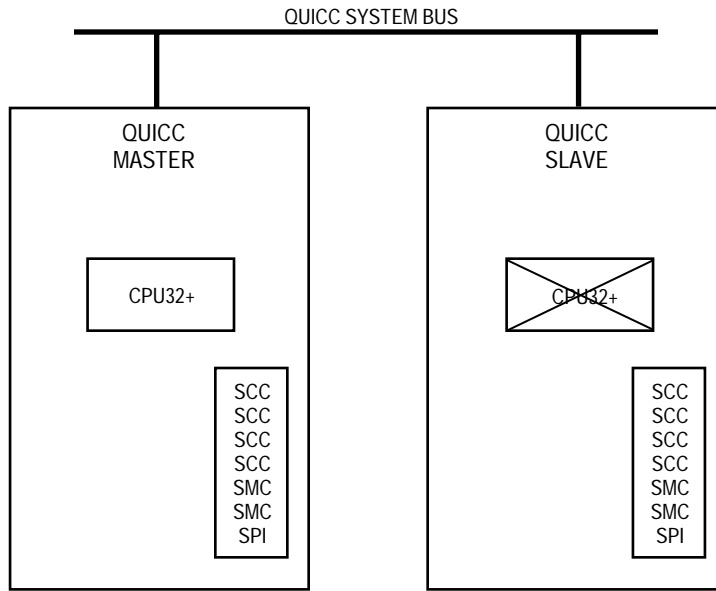 QUICC SYSTEM BUS
QUICC
MASTER
CPU32+
SCC
SCC
SCC
SCC
SMC
SMC
SPI
QUICC
SLAVE
CPU32+
SCC
SCC
SCC
SCC
SMC
SMC
SPI